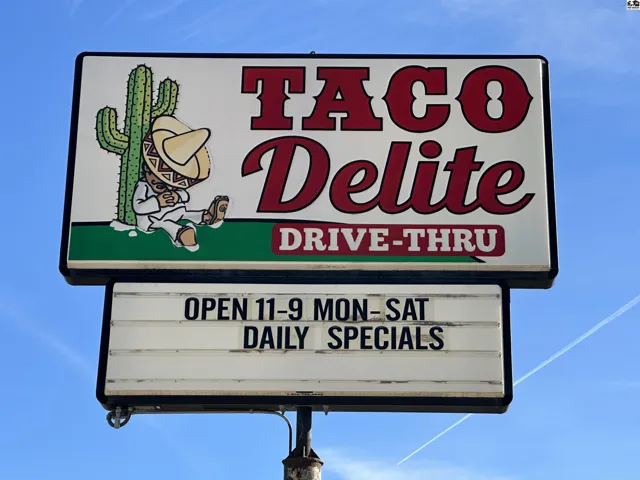 TACO
Delite
DRIVE-THRU
OPEN 11-9 MON-SAT
DAILY SPECIALS